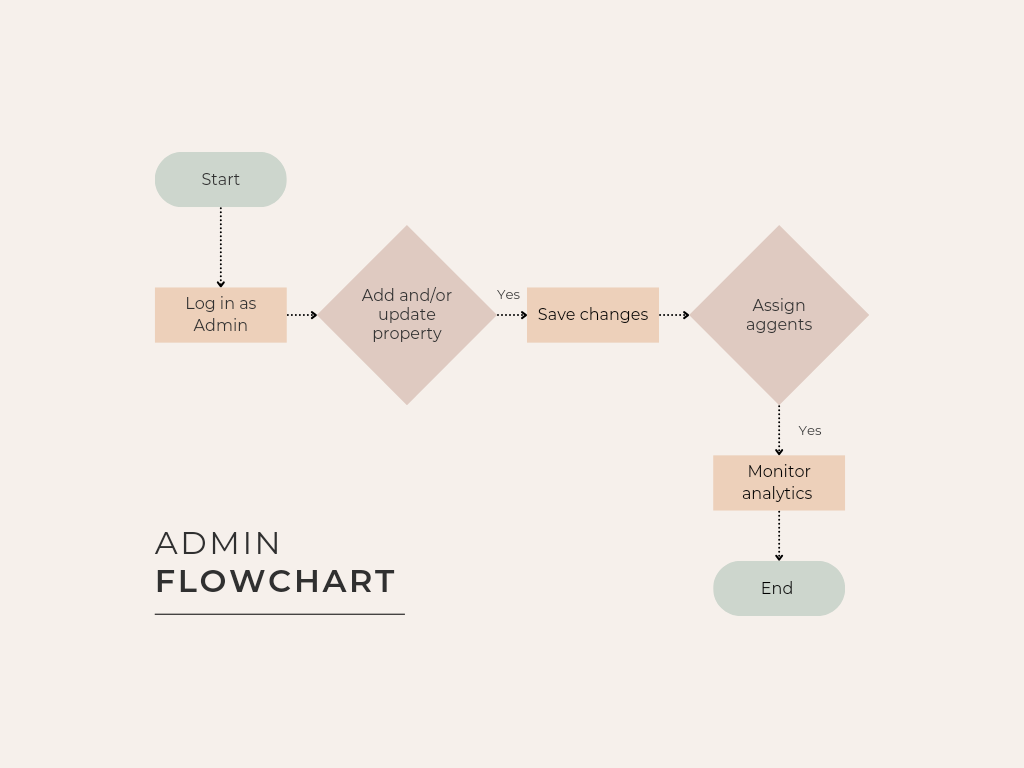 Start
Log in as
Admin
Add and/or
update
property
Yes
Save changes
Assign
aggents
Yes
Monitor
analytics
End
ADMIN
FLOWCHART